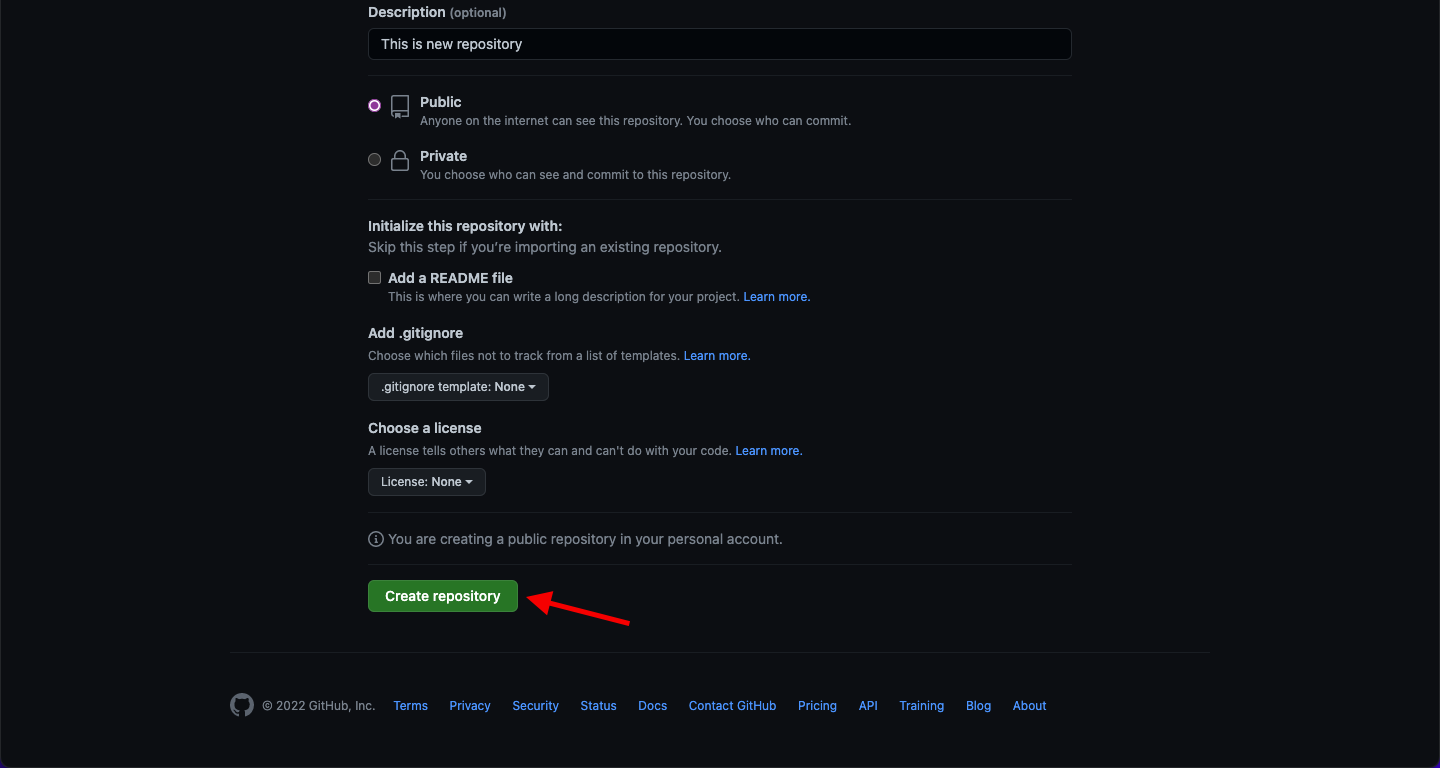 Description (optional)
This is new repository
Public
Anyone on the internet can see this repository. You choose who can commit.
Private
You choose who can see and commit to this repository.
Initialize this repository with:
Skip this step if you’re importing an existing repository.
Add a README file
This is where you can write a long description for your project. Learn more.
Add .gitignore
Choose which files not to track from a list of templates. Learn more.
.gitignore template: None
Choose a license
A license tells others what they can and can't do with your code. Learn more.
License: None
You are creating a public repository in your personal account.
Create repository
© 2022 GitHub, Inc. Terms Privacy Security Status Docs Contact GitHub Pricing API Training Blog About